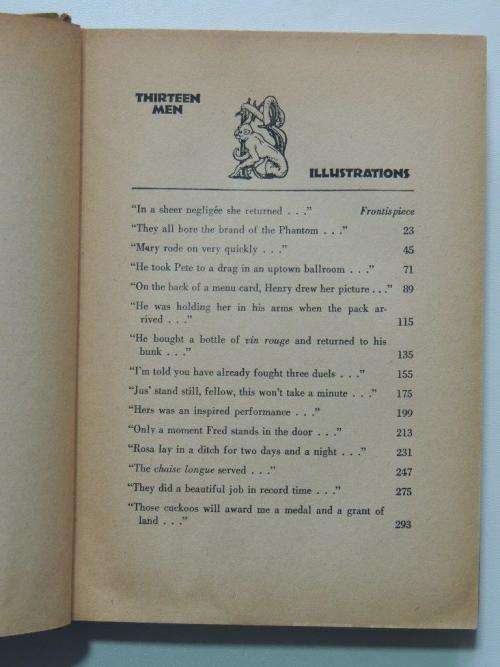 THIRTEEN
MEN
ILLUSTRATIONS
“In a sheer negligée she returned . . .” Frontispiece
“They all bore the brand of the Phantom . . .” 23
“Mary rode on very quickly . . .” 45
“He took Pete to a drag in an uptown ballroom . . .” 71
“On the back of a menu card, Henry drew her picture . . .” 89
“He was holding her in his arms when the pack ar-
rived . . .” 115
“He bought a bottle of vin rouge and returned to his
bunk . . .” 135
“I’m told you have already fought three duels . . .” 155
“Jus’ stand still, fellow, this won’t take a minute . . .” 175
“Hers was an inspired performance . . .” 199
“Only a moment Fred stands in the door . . .” 213
“Rosa lay in a ditch for two days and a night . . .” 231
“The chaise longue served . . .” 247
“They did a beautiful job in record time . . .” 275
“Those cuckoos will award me a medal and a grant of
land . . .” 293